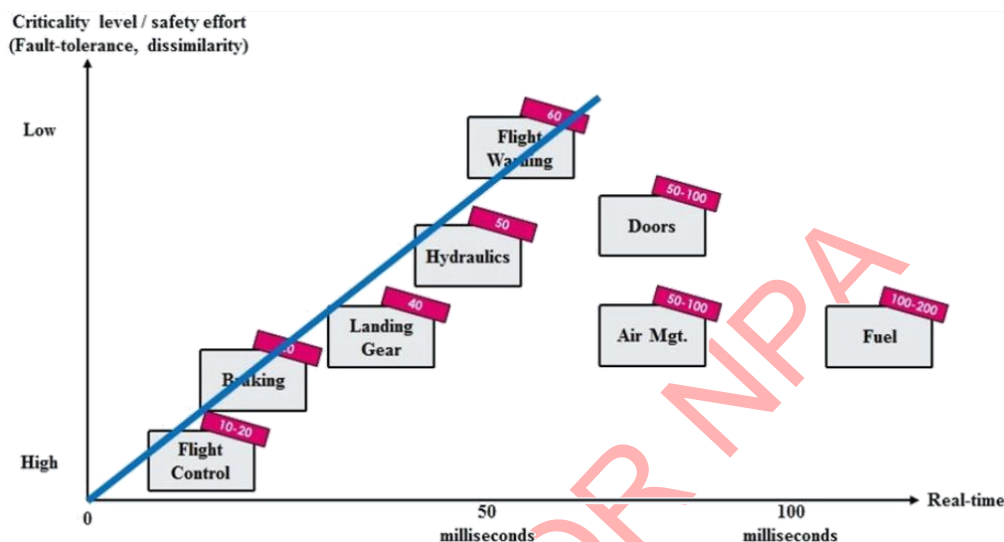 Criticality level / safety effort
(Fault-tolerance, dissimilarity)
Low
60
Flight
Warning
50-100
Doors
50
Hydraulics
40
Landing
Gear
50-100
Air Mgt.
100-200
Fuel
Braking
10-20
Flight
Control
High
0
50
milliseconds
100
milliseconds
Real-time
OR NPA